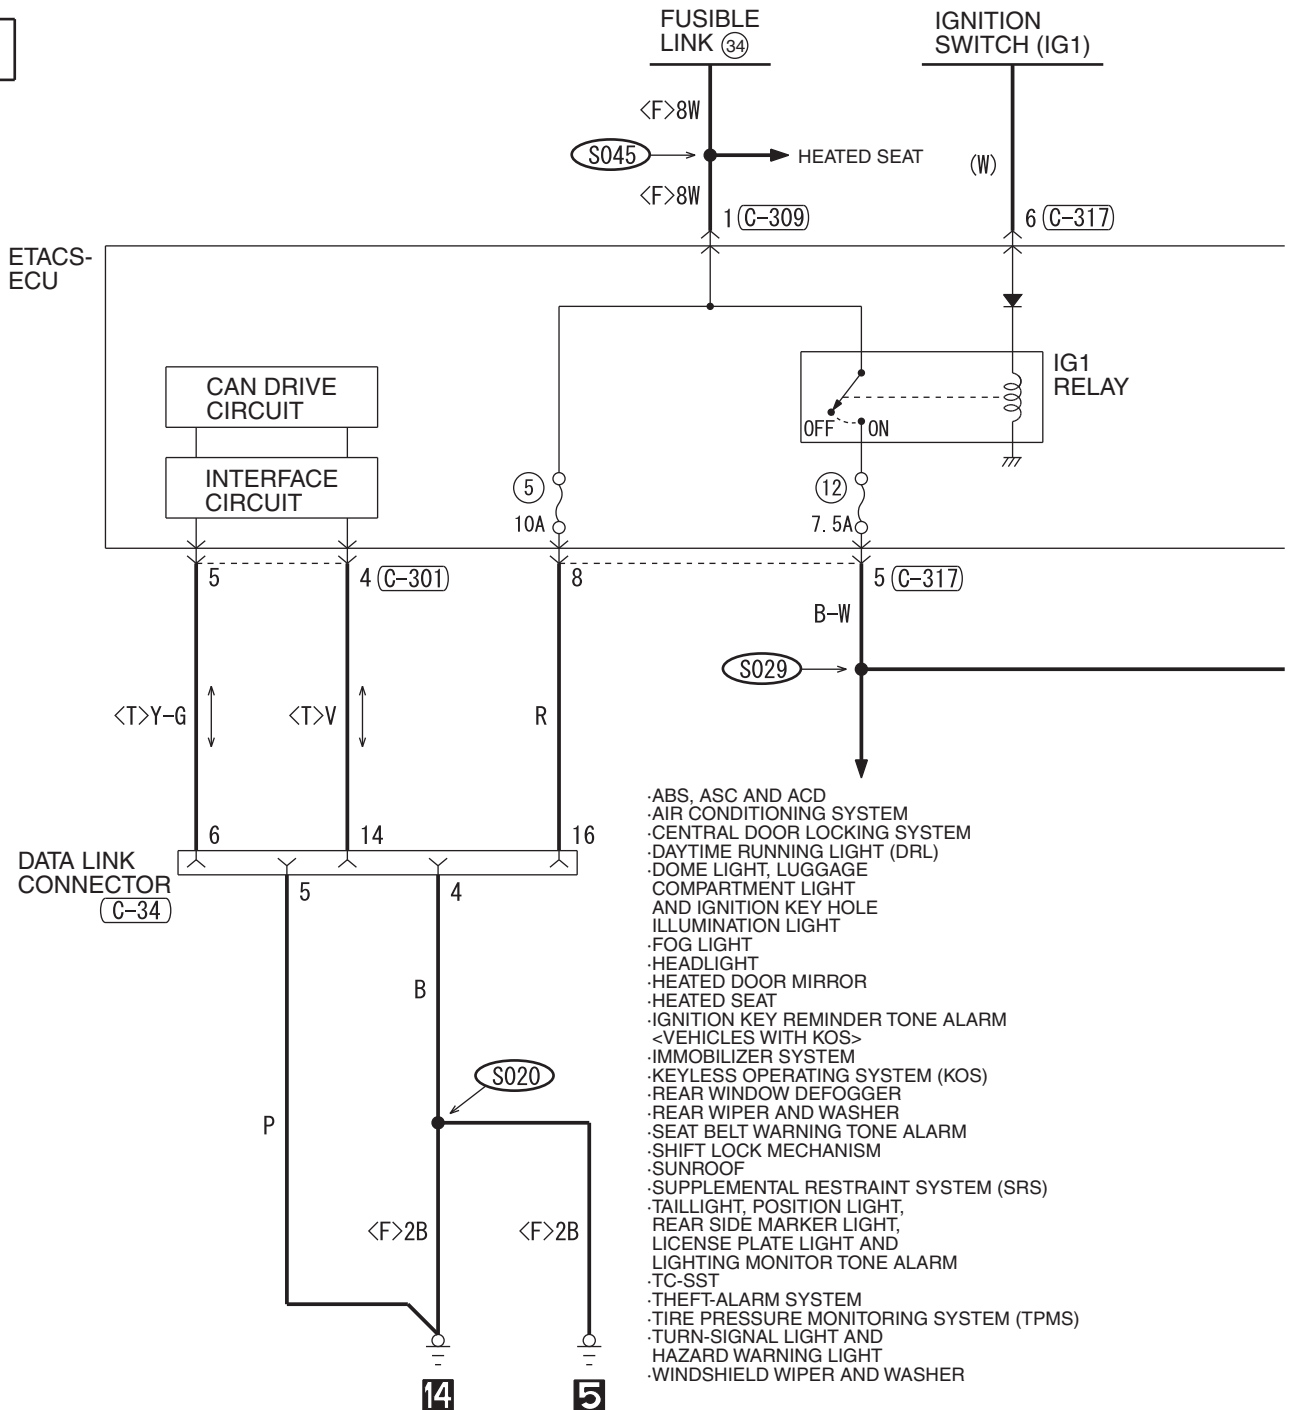 FUSIBLE
LINK 34
IGNITION
SWITCH (IG1)
<F>8W
S045
HEATED SEAT
(W)
<F>8W
1 C-309
6 C-317
ETACS-
ECU
IG1
RELAY
CAN DRIVE
CIRCUIT
OFF
ON
INTERFACE
CIRCUIT
5
10A
12
7.5A
5
4 C-301
8
5 C-317
B-W
S029
<T>Y-G
<T>V
R
6
14
16
DATA LINK
CONNECTOR
C-34
5
4
B
S020
P
<F>2B
<F>2B
14
5
·ABS, ASC AND ACD
·AIR CONDITIONING SYSTEM
·CENTRAL DOOR LOCKING SYSTEM
·DAYTIME RUNNING LIGHT (DRL)
·DOME LIGHT, LUGGAGE
COMPARTMENT LIGHT
AND IGNITION KEY HOLE
ILLUMINATION LIGHT
·FOG LIGHT
·HEADLIGHT
·HEATED DOOR MIRROR
·HEATED SEAT
·IGNITION KEY REMINDER TONE ALARM
<VEHICLES WITH KOS>
·IMMOBILIZER SYSTEM
·KEYLESS OPERATING SYSTEM (KOS)
·REAR WINDOW DEFOGGER
·REAR WIPER AND WASHER
·SEAT BELT WARNING TONE ALARM
·SHIFT LOCK MECHANISM
·SUNROOF
·SUPPLEMENTAL RESTRAINT SYSTEM (SRS)
·TAILLIGHT, POSITION LIGHT,
REAR SIDE MARKER LIGHT,
LICENSE PLATE LIGHT AND
LIGHTING MONITOR TONE ALARM
·TC-SST
·THEFT-ALARM SYSTEM
·TIRE PRESSURE MONITORING SYSTEM (TPMS)
·TURN-SIGNAL LIGHT AND
HAZARD WARNING LIGHT
·WINDSHIELD WIPER AND WASHER